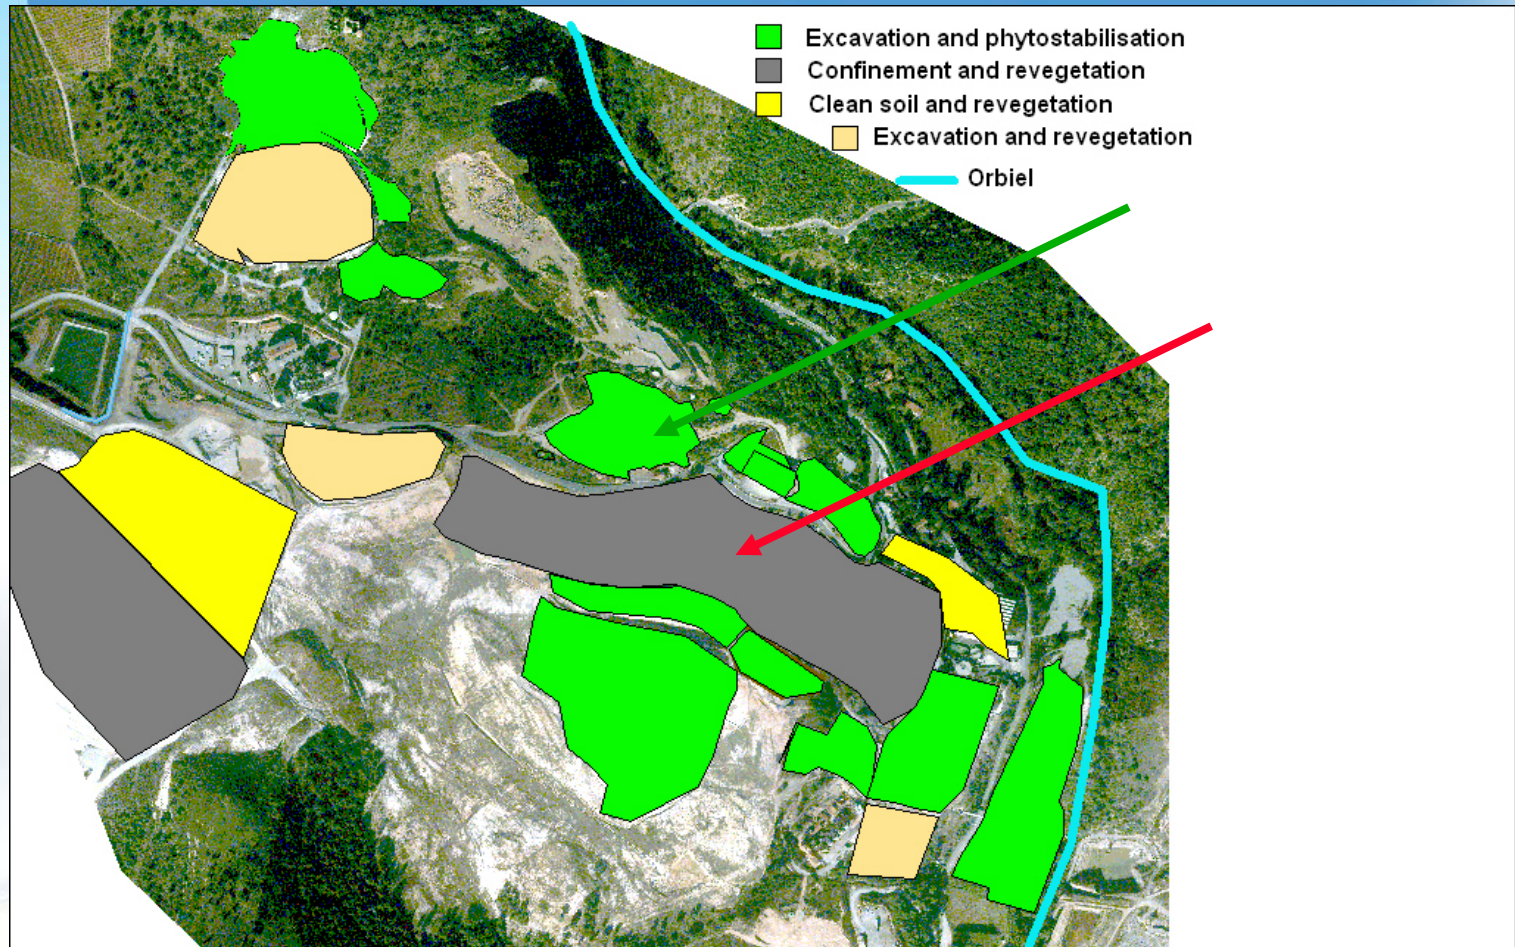 Excavation and phytostabilisation
Confinement and revegetation
Clean soil and revegetation
Excavation and revegetation
Orbiel